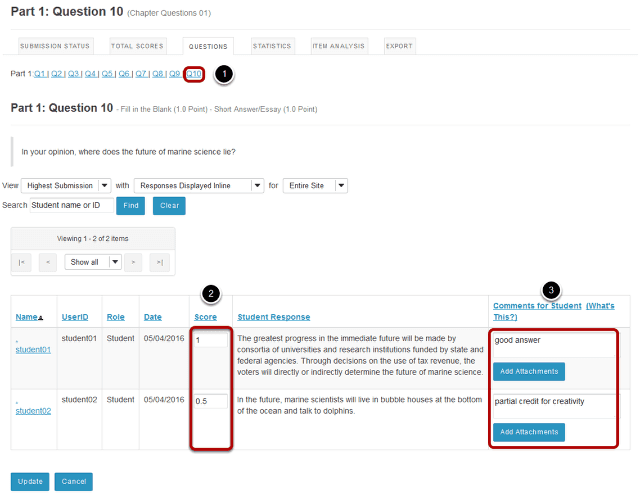 Part 1: Question 10 (Chapter Questions 01)
SUBMISSION STATUS TOTAL SCORES QUESTIONS STATISTICS ITEM ANALYSIS EXPORT
Part 1:Q1 | Q2 | Q3 | Q4 | Q5 | Q6 | Q7 | Q8 | Q9 | Q10 1
Part 1: Question 10 - Fill in the Blank (1.0 Point) - Short Answer/Essay (1.0 Point)
In your opinion, where does the future of marine science lie?
View Highest Submission with Responses Displayed Inline for Entire Site
Search Student name or ID Find Clear
Viewing 1 - 2 of 2 items
|< < Show all > >|
2 3
Name UserID Role Date Score Student Response Comments for Student (What's This?)
, student01 student01 Student 05/04/2016 1 The greatest progress in the immediate future will be made by
consortia of universities and research institutions funded by state and
federal agencies. Through decisions on the use of tax revenue, the
voters will directly or indirectly determine the future of marine science.
good answer
Add Attachments
, student02 student02 Student 05/04/2016 0.5 In the future, marine scientists will live in bubble houses at the bottom
of the ocean and talk to dolphins.
partial credit for creativity
Add Attachments
Update Cancel